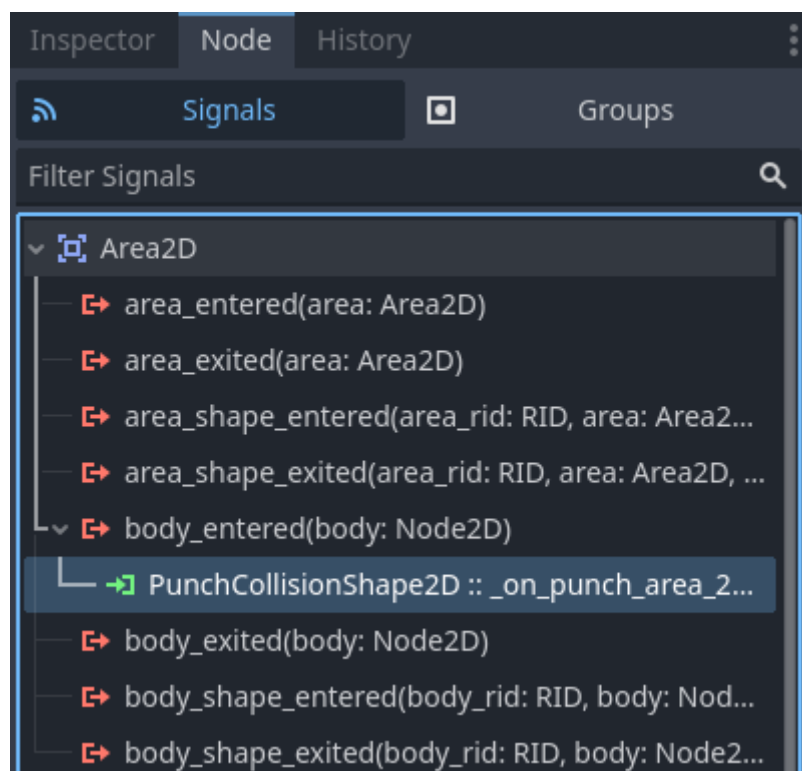 Inspector Node History
Signals Groups
Filter Signals
Area2D
area_entered(area: Area2D)
area_exited(area: Area2D)
area_shape_entered(area_rid: RID, area: Area2...
area_shape_exited(area_rid: RID, area: Area2D, ...
body_entered(body: Node2D)
PunchCollisionShape2D :: _on_punch_area_2...
body_exited(body: Node2D)
body_shape_entered(body_rid: RID, body: Nod...
body_shape_exited(body_rid: RID, body: Node2...